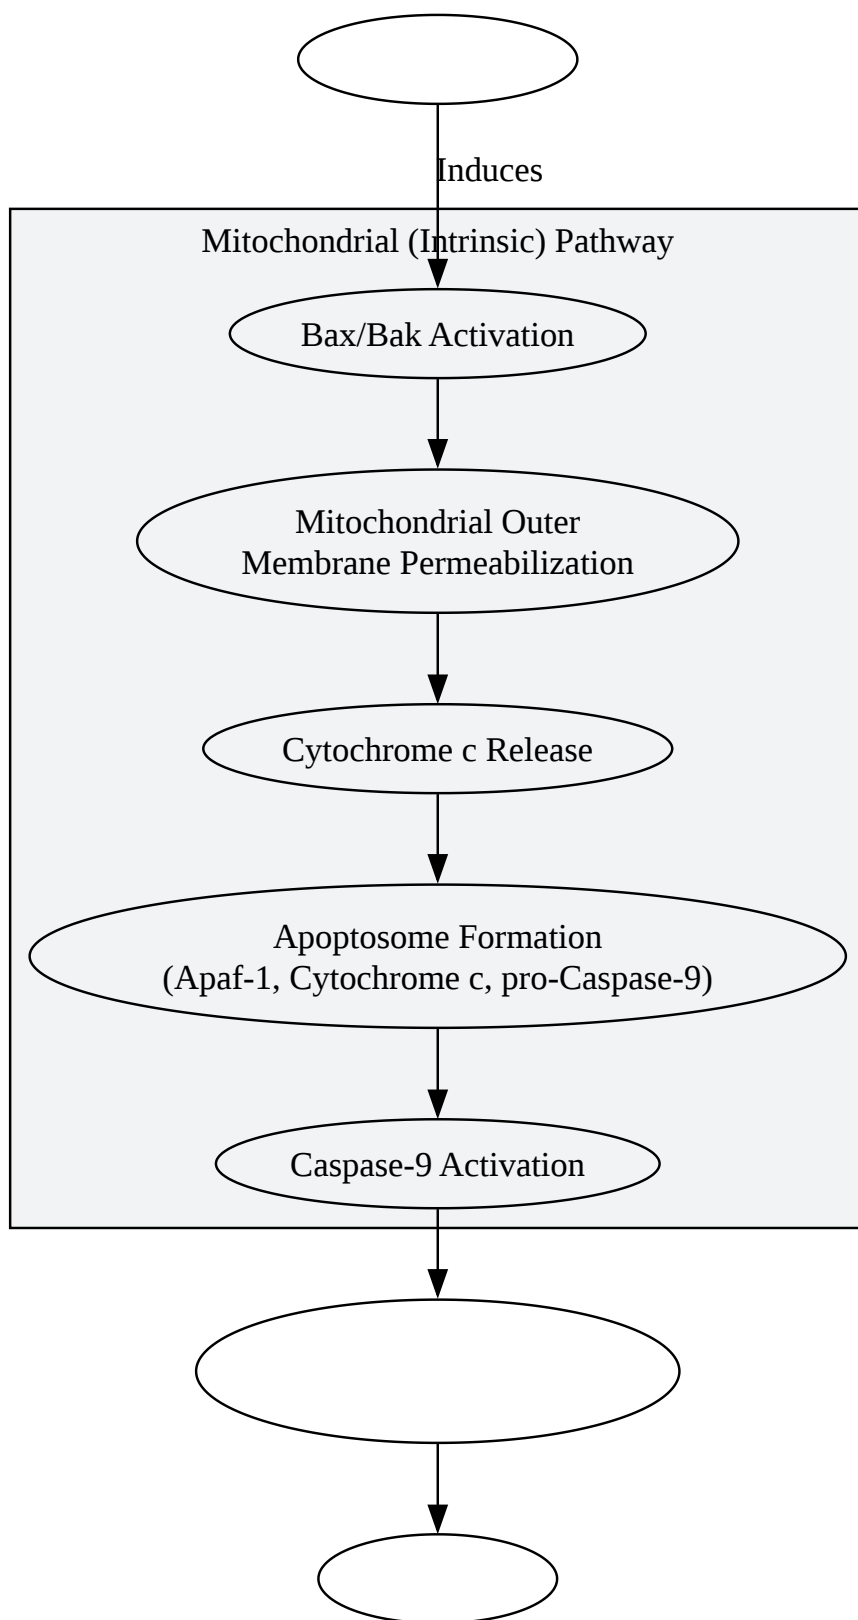 Induces
Mitochondrial (Intrinsic) Pathway
Bax/Bak Activation
Mitochondrial Outer
Membrane Permeabilization
Cytochrome c Release
Apoptosome Formation
(Apaf-1, Cytochrome c, pro-Caspase-9)
Caspase-9 Activation